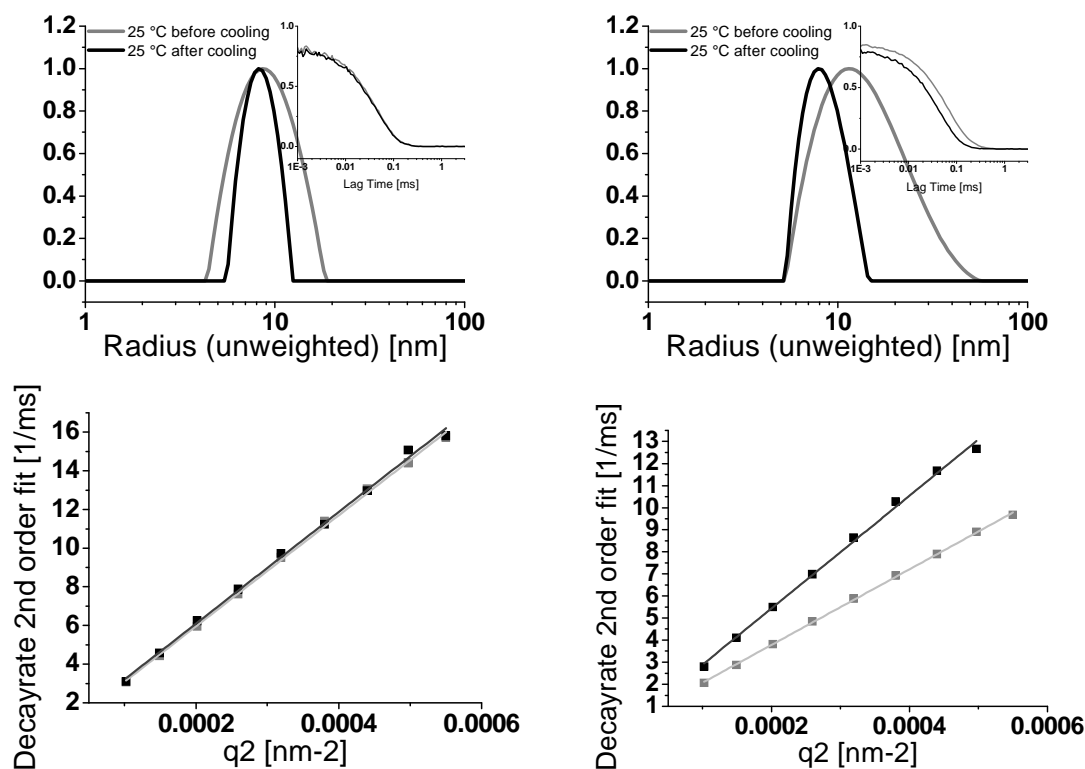 1.2
1.0
0.8
0.6
0.4
0.2
0.0
25 °C before cooling
25 °C after cooling
1.0
0.5
0.0
1E-3 0.01 0.1 1
Lag Time [ms]
1 10 100
Radius (unweighted) [nm]
1.2
1.0
0.8
0.6
0.4
0.2
0.0
25 °C before cooling
25 °C after cooling
1.0
0.5
0.0
1E-3 0.01 0.1 1
Lag Time [ms]
1 10 100
Radius (unweighted) [nm]
Decayrate 2nd order fit [1/ms]
16
14
12
10
8
6
4
2
0.0002 0.0004 0.0006
q2 [nm-2]
Decayrate 2nd order fit [1/ms]
13
12
11
10
9
8
7
6
5
4
3
2
1
0.0002 0.0004 0.0006
q2 [nm-2]